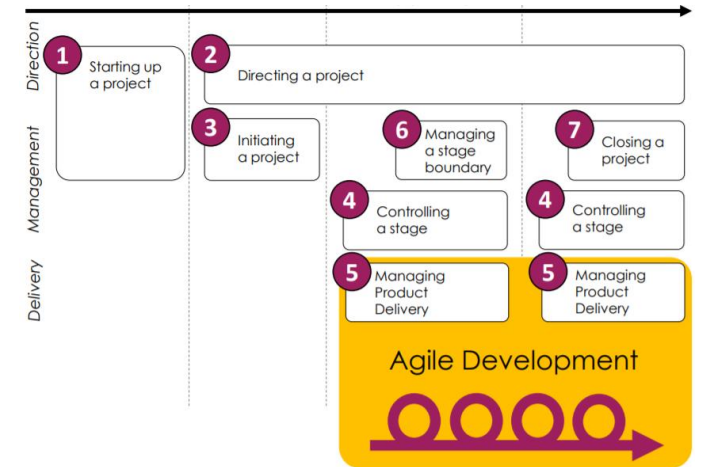 Direction
Management
Delivery
1
Starting up
a project
2
Directing a project
3
Initiating
a project
6
Managing
a stage
boundary
7
Closing a
project
4
Controlling
a stage
4
Controlling
a stage
5
Managing
Product
Delivery
5
Managing
Product
Delivery
Agile Development